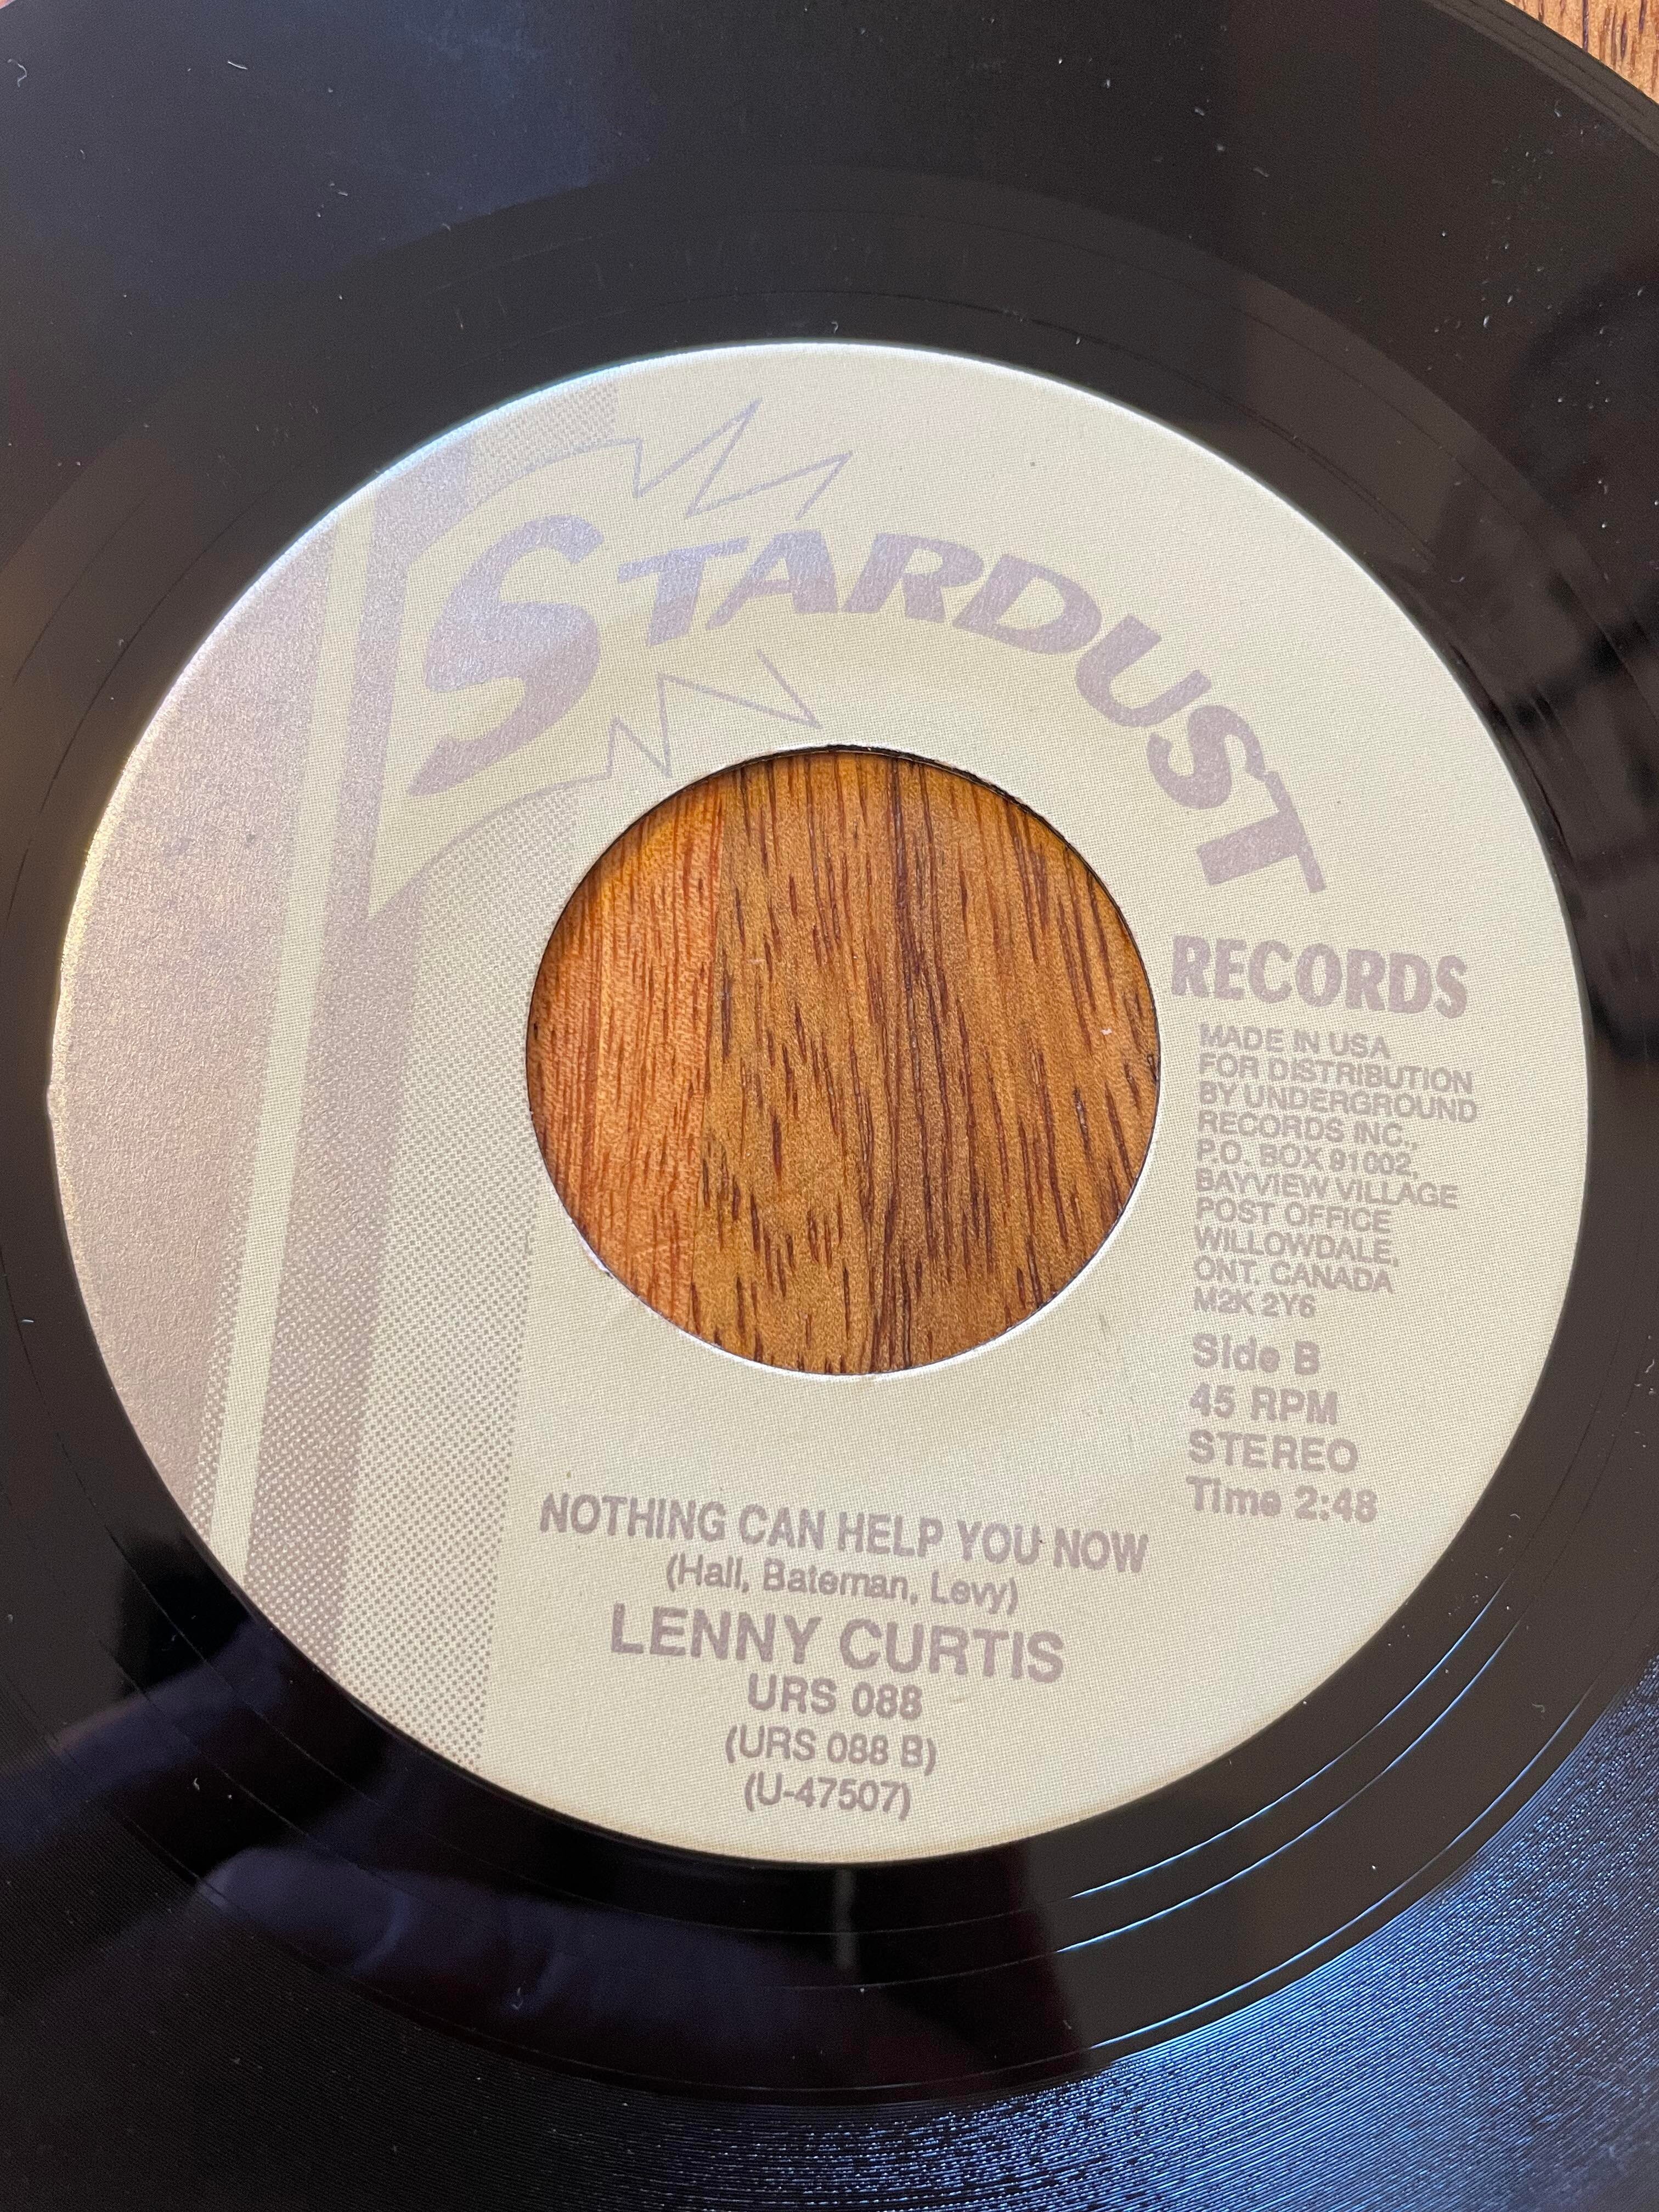 STARDUST
RECORDS
MADE IN USA
FOR DISTRIBUTION
BY UNDERGROUND
RECORDS INC.,
P.O. BOX 91002,
BAYVIEW VILLAGE
POST OFFICE
WILLOWDALE,
ONT. CANADA
M2K 2Y6
Side B
45 RPM
STEREO
Time 2:48
NOTHING CAN HELP YOU NOW
(Hall, Bateman, Levy)
LENNY CURTIS
URS 088
(URS 088 B)
(U-47507)